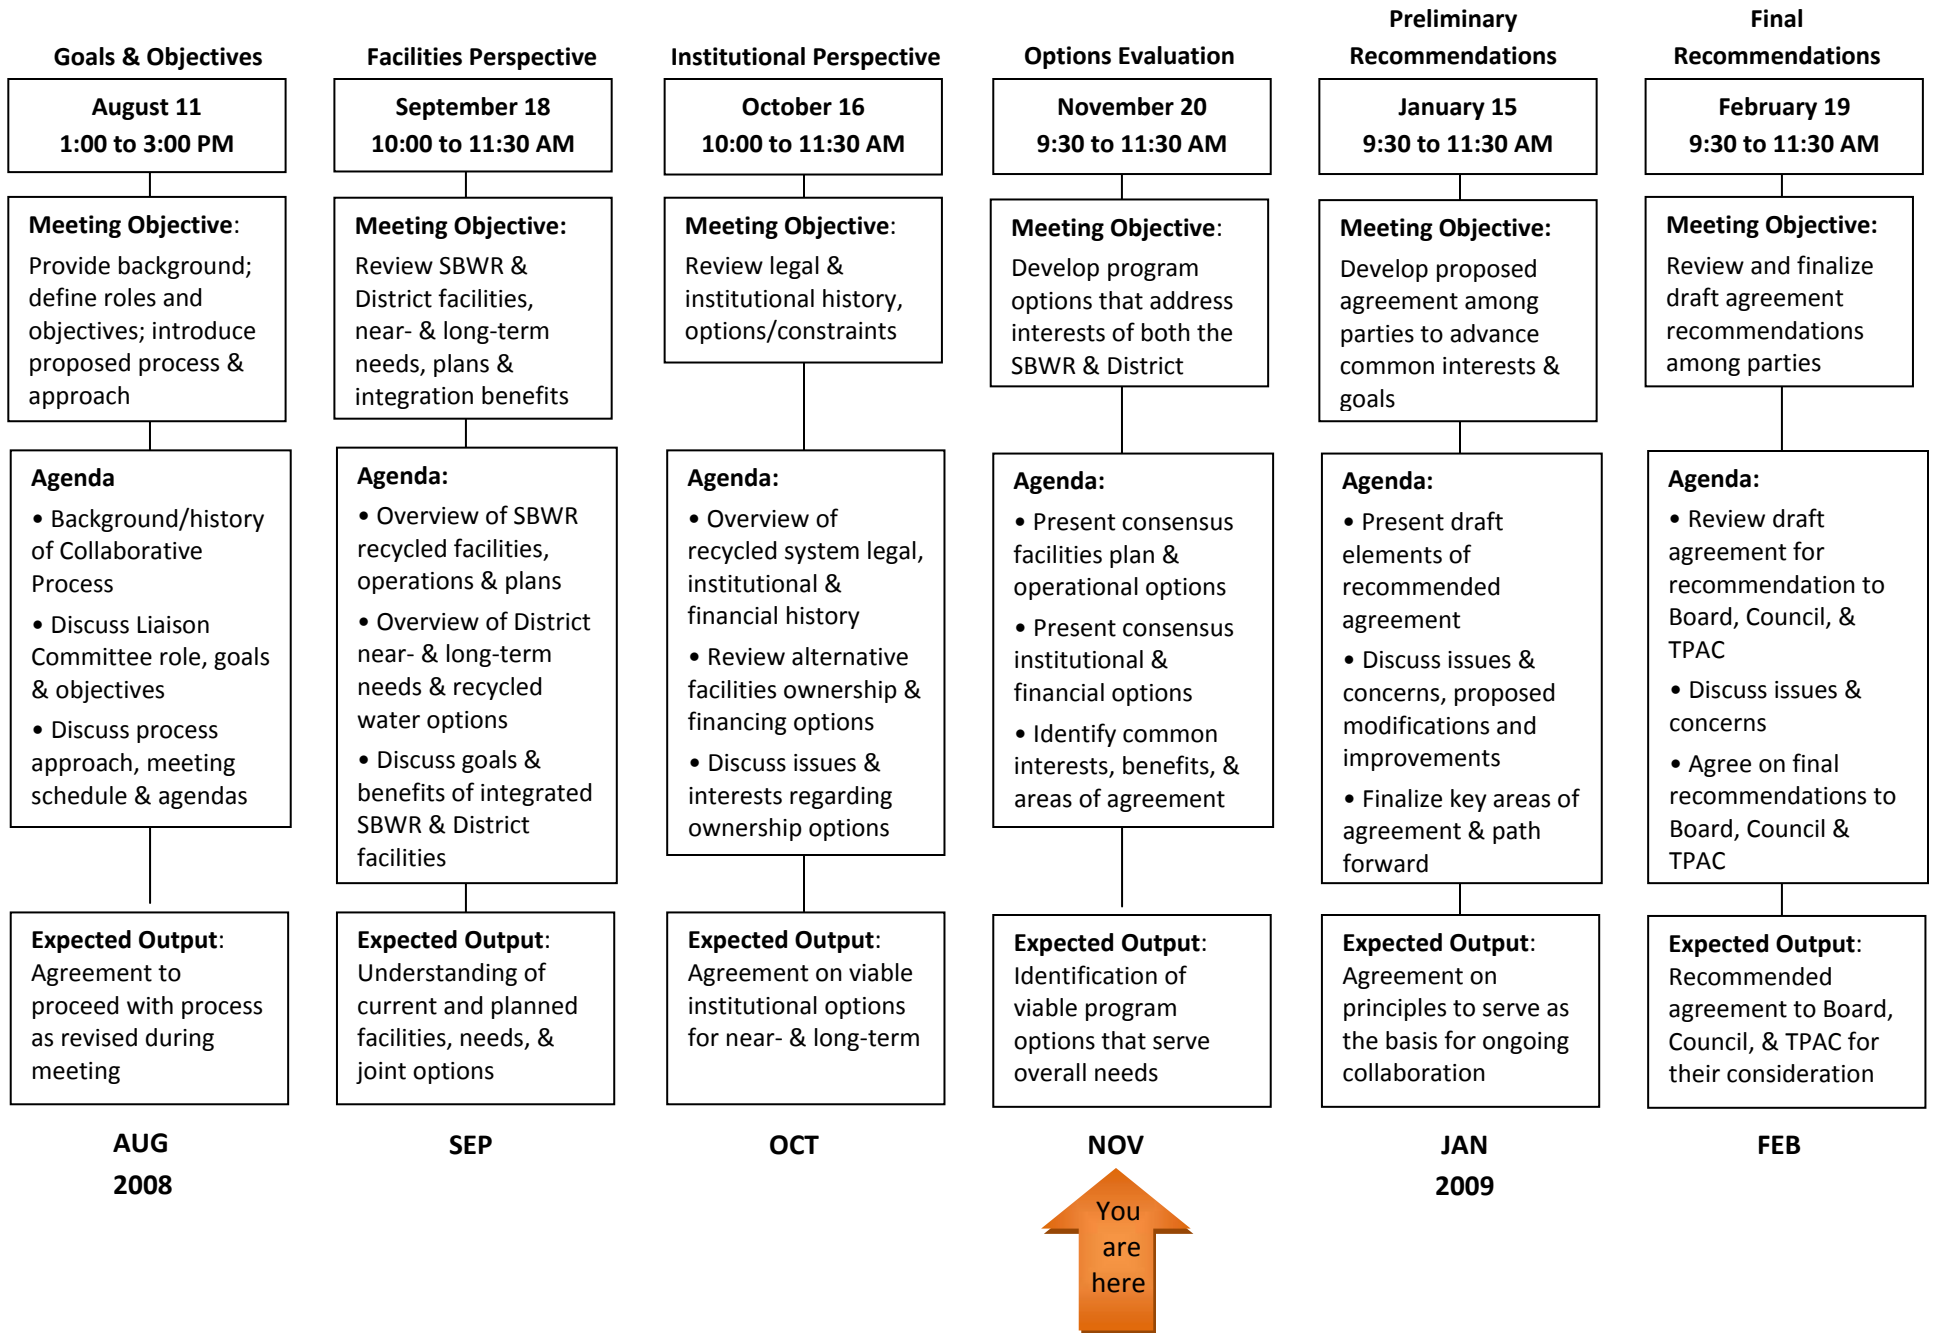 Goals & Objectives
August 11
1:00 to 3:00 PM
Meeting Objective:
Provide background;
define roles and
objectives; introduce
proposed process &
approach
Agenda
• Background/history
of Collaborative
Process
• Discuss Liaison
Committee role, goals
& objectives
• Discuss process
approach, meeting
schedule & agendas
Expected Output:
Agreement to
proceed with process
as revised during
meeting
AUG
2008
Facilities Perspective
September 18
10:00 to 11:30 AM
Meeting Objective:
Review SBWR &
District facilities,
near- & long-term
needs, plans &
integration benefits
Agenda:
• Overview of SBWR
recycled facilities,
operations & plans
• Overview of District
near- & long-term
needs & recycled
water options
• Discuss goals &
benefits of integrated
SBWR & District
facilities
Expected Output:
Understanding of
current and planned
facilities, needs, &
joint options
SEP
Institutional Perspective
October 16
10:00 to 11:30 AM
Meeting Objective:
Review legal &
institutional history,
options/constraints
Agenda:
• Overview of
recycled system legal,
institutional &
financial history
• Review alternative
facilities ownership &
financing options
• Discuss issues &
interests regarding
ownership options
Expected Output:
Agreement on viable
institutional options
for near- & long-term
OCT
Options Evaluation
November 20
9:30 to 11:30 AM
Meeting Objective:
Develop program
options that address
interests of both the
SBWR & District
Agenda:
• Present consensus
facilities plan &
operational options
• Present consensus
institutional &
financial options
• Identify common
interests, benefits, &
areas of agreement
Expected Output:
Identification of
viable program
options that serve
overall needs
NOV
You
are
here
Preliminary
Recommendations
January 15
9:30 to 11:30 AM
Meeting Objective:
Develop proposed
agreement among
parties to advance
common interests &
goals
Agenda:
• Present draft
elements of
recommended
agreement
• Discuss issues &
concerns, proposed
modifications and
improvements
• Finalize key areas of
agreement & path
forward
Expected Output:
Agreement on
principles to serve as
the basis for ongoing
collaboration
JAN
2009
Final
Recommendations
February 19
9:30 to 11:30 AM
Meeting Objective:
Review and finalize
draft agreement
recommendations
among parties
Agenda:
• Review draft
agreement for
recommendation to
Board, Council, &
TPAC
• Discuss issues &
concerns
• Agree on final
recommendations to
Board, Council &
TPAC
Expected Output:
Recommended
agreement to Board,
Council, & TPAC for
their consideration
FEB